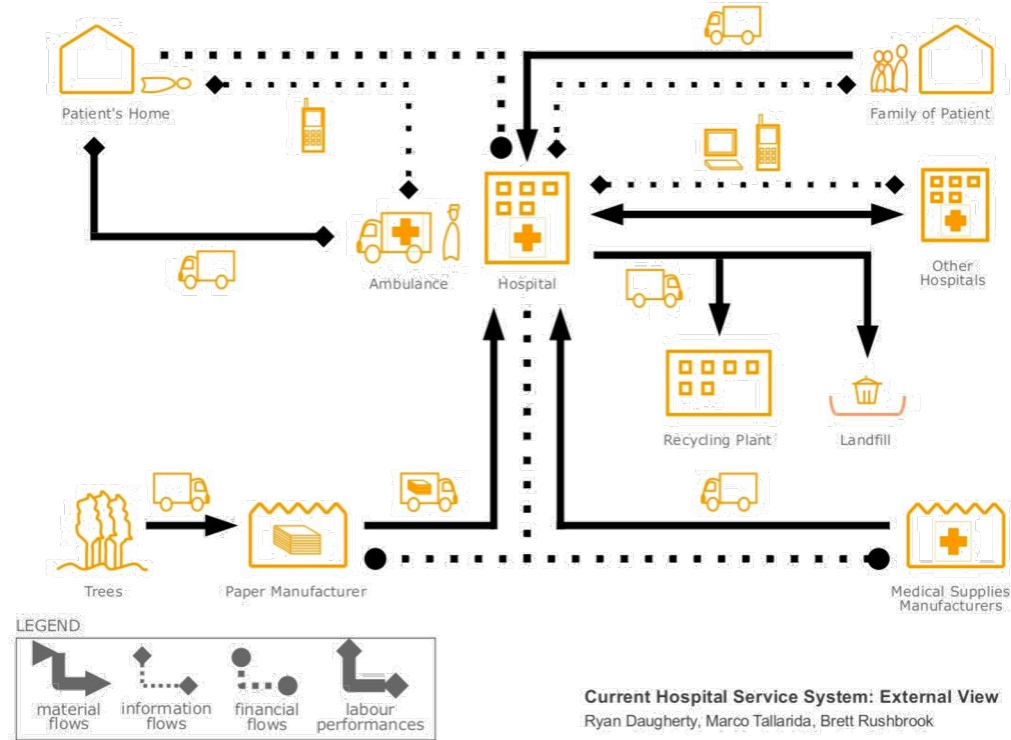 Patient's Home
Family of Patient
Ambulance
Hospital
Other
Hospitals
Recycling Plant
Landfill
Trees
Paper Manufacturer
Medical Supplies
Manufacturers
LEGEND
material
flows
information
flows
financial
flows
labour
performances
Current Hospital Service System: External View
Ryan Daugherty, Marco Tallarida, Brett Rushbrook